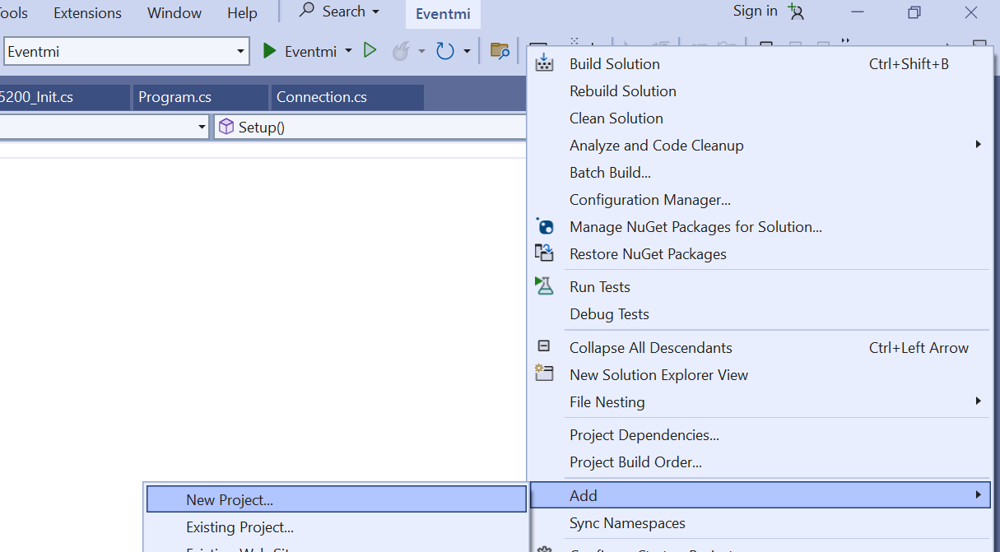 Tools Extensions Window Help Search Eventmi Sign in
Eventmi Eventmi
5200_Init.cs Program.cs Connection.cs
Setup()
Build Solution Ctrl+Shift+B
Rebuild Solution
Clean Solution
Analyze and Code Cleanup
Batch Build...
Configuration Manager...
Manage NuGet Packages for Solution...
Restore NuGet Packages
Run Tests
Debug Tests
Collapse All Descendants Ctrl+Left Arrow
New Solution Explorer View
File Nesting
Project Dependencies...
Project Build Order...
Add
New Project...
Existing Project...
Sync Namespaces